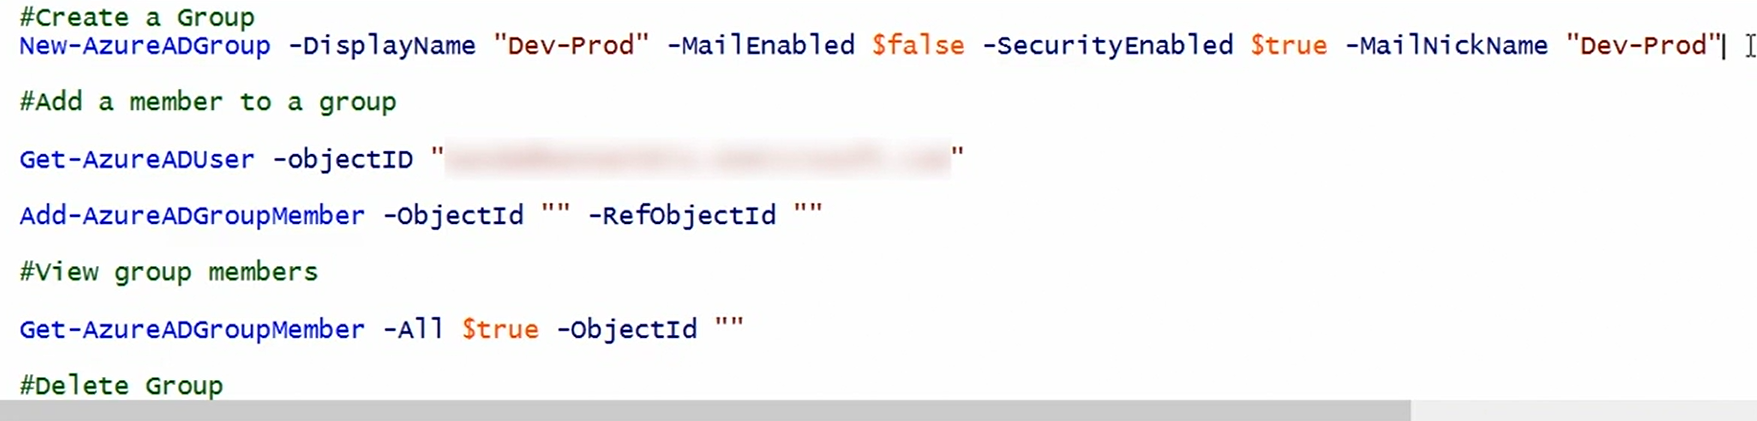 #Create a Group
New-AzureADGroup -DisplayName "Dev-Prod" -MailEnabled $false -SecurityEnabled $true -MailNickName "Dev-Prod"
#Add a member to a group
Get-AzureADUser -objectID ""
Add-AzureADGroupMember -ObjectId "" -RefObjectId ""
#View group members
Get-AzureADGroupMember -All $true -ObjectId ""
#Delete Group